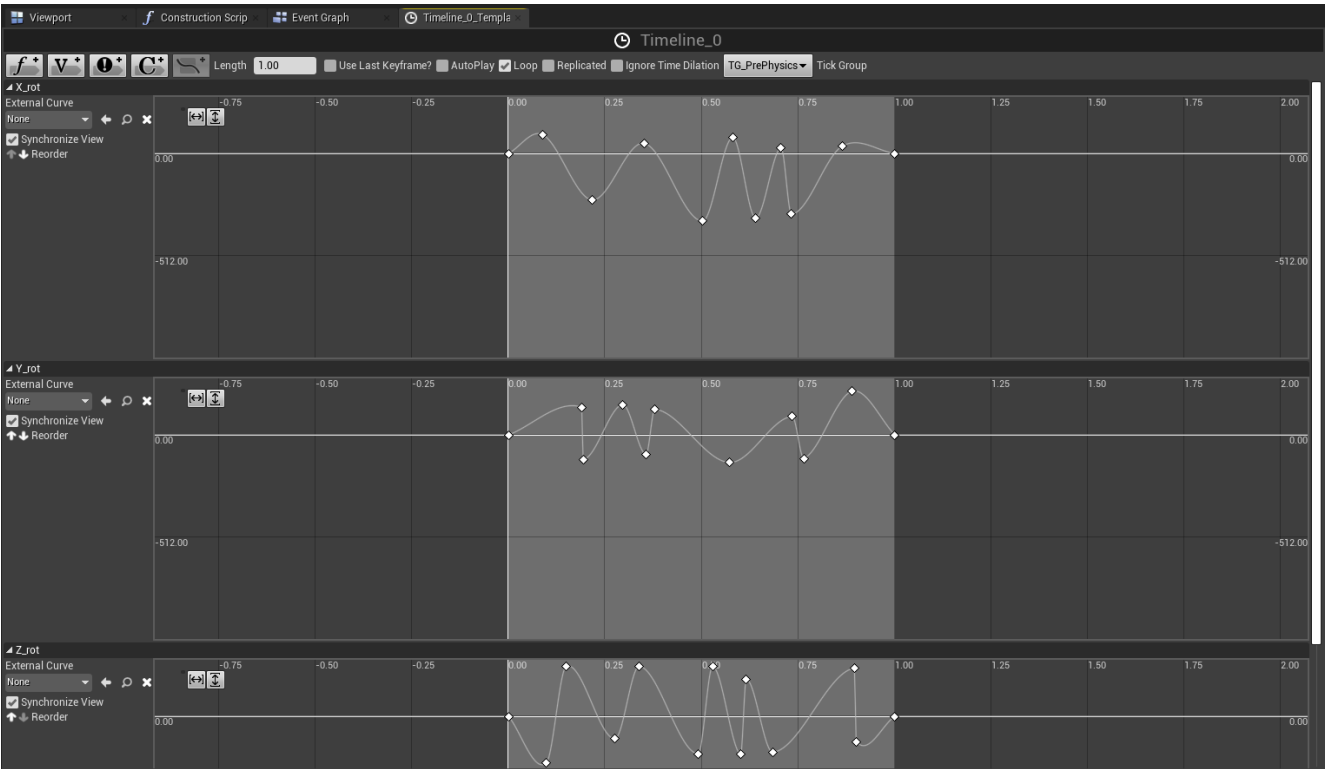 Viewport f Construction Scrip Event Graph Timeline_0_Templa
Timeline_0
f+ V+ !+ C+ Length 1.00 Use Last Keyframe? AutoPlay Loop Replicated Ignore Time Dilation TG_PrePhysics Tick Group
X_rot
External Curve -0.75 -0.50 -0.25 0.00 0.25 0.50 0.75 1.00 1.25 1.50 1.75 2.00
None
Synchronize View
Reorder 0.00 0.00
-512.00 -512.00
Y_rot
External Curve -0.75 -0.50 -0.25 0.00 0.25 0.50 0.75 1.00 1.25 1.50 1.75 2.00
None
Synchronize View
Reorder 0.00 0.00
-512.00 -512.00
Z_rot
External Curve -0.75 -0.50 -0.25 0.00 0.25 0.50 0.75 1.00 1.25 1.50 1.75 2.00
None
Synchronize View
Reorder 0.00 0.00